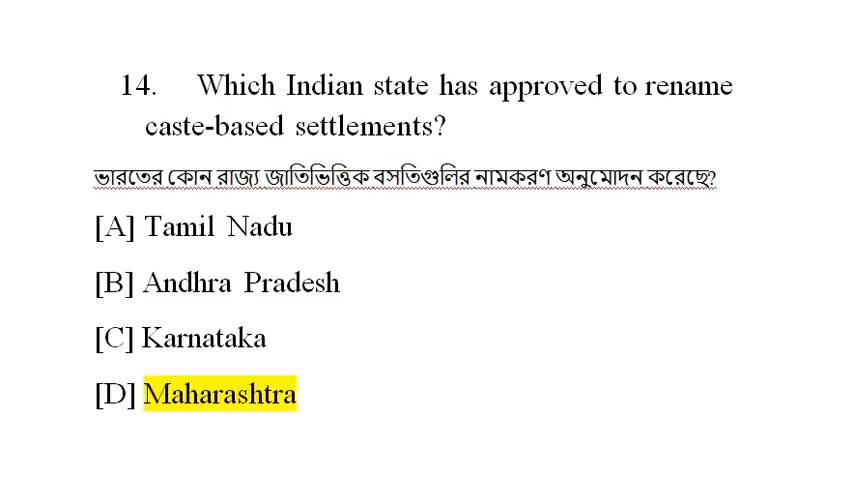 14. Which Indian state has approved to rename
caste-based settlements?
ভারতের কোন রাজ্য জাতিভিত্তিক বসতিগুলির নামকরণ অনুমোদন করেছে?
[A] Tamil Nadu
[B] Andhra Pradesh
[C] Karnataka
[D] Maharashtra